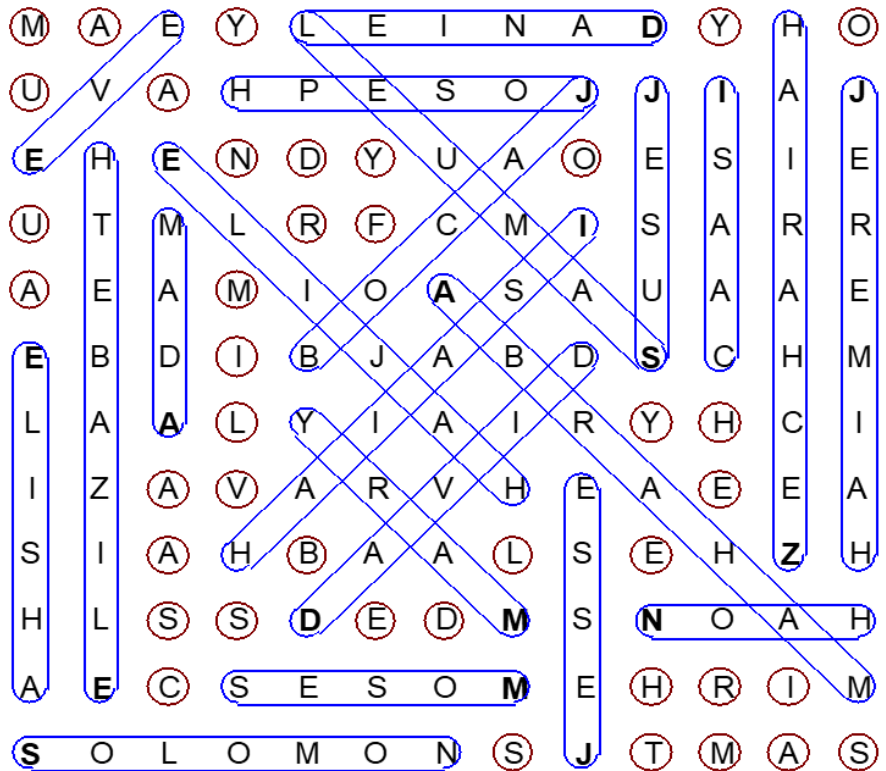 M A E Y L E I N A D Y H O
U V A H P E S O J J I A J
E H E N D Y U A O E S I E
U T M L R F C M I S A R R
A E A M I O A S A U A A E
E B D I B J A B D S C H M
L A A L Y I A I R Y H C I
I Z A V A R V H E A E E A
S I A H B A A L S E H Z H
H L S S D E D M S N O A H
A E C S E S O M E H R I M
S O L O M O N S J T M A S